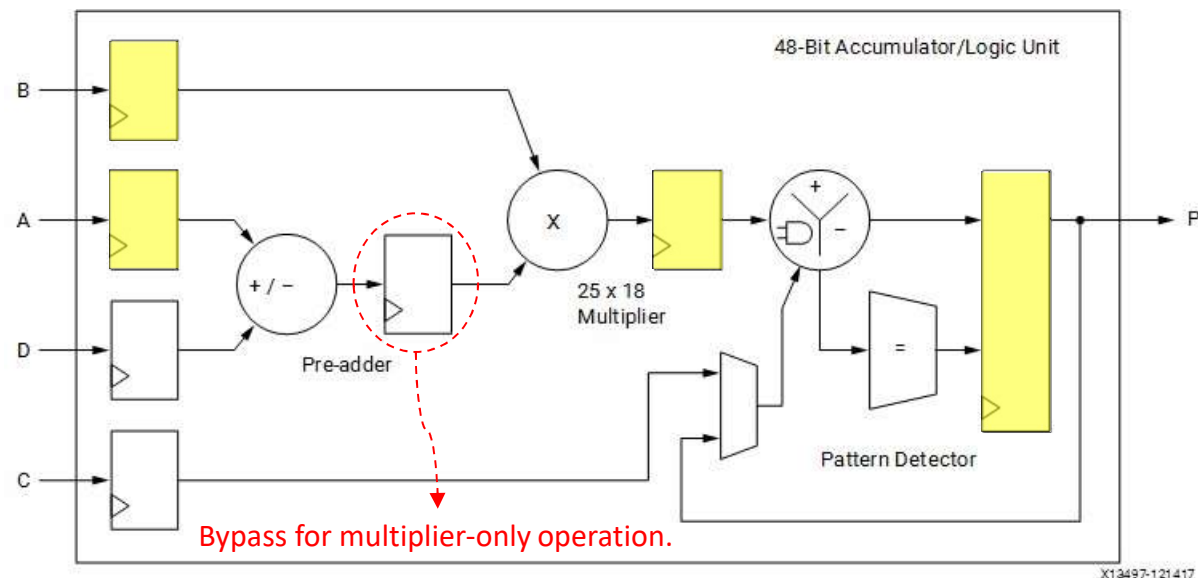 48-Bit Accumulator/Logic Unit
B
A
X
+
−
P
+ / −
25 x 18
Multiplier
D
Pre-adder
=
C
Pattern Detector
Bypass for multiplier-only operation.
X13497-121417